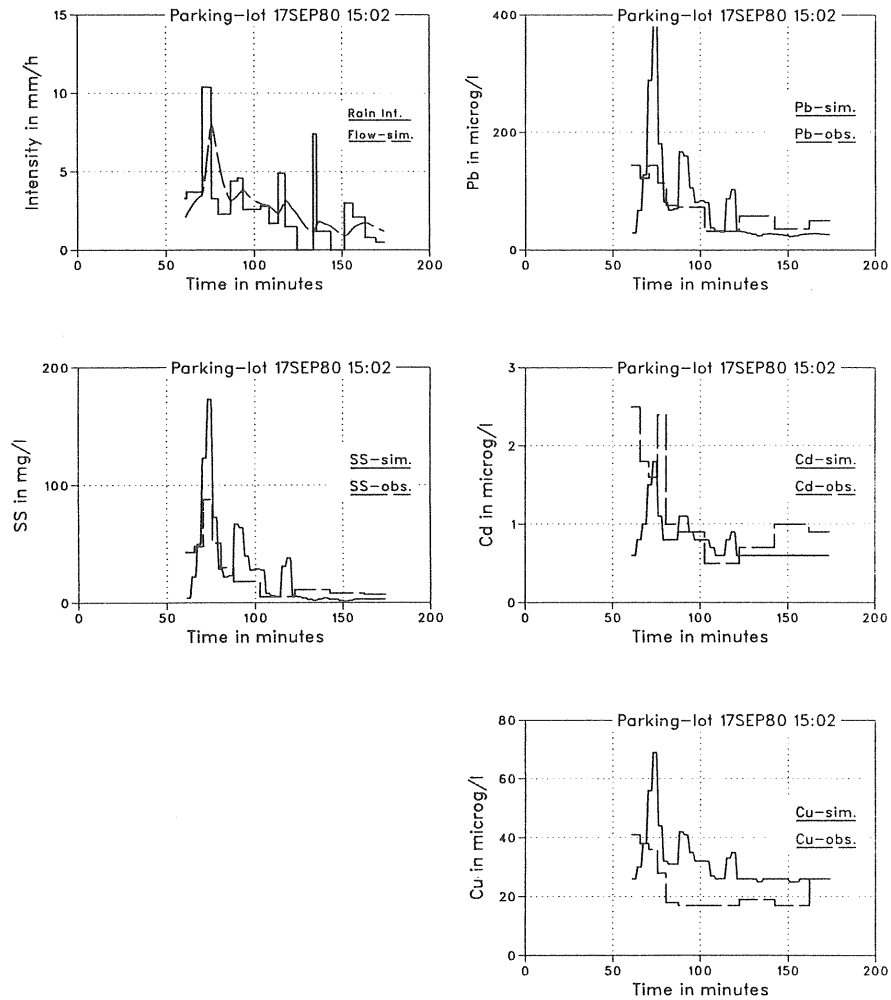 Parking-lot 17SEP80 15:02
15
10
5
0
Intensity in mm/h
Rain Int.
Flow-sim.
0 50 100 150 200
Time in minutes
Parking-lot 17SEP80 15:02
400
200
0
Pb in microg/l
Pb-sim.
Pb-obs.
0 50 100 150 200
Time in minutes
Parking-lot 17SEP80 15:02
200
100
0
SS in mg/l
SS-sim.
SS-obs.
0 50 100 150 200
Time in minutes
Parking-lot 17SEP80 15:02
3
2
1
0
Cd in microg/l
Cd-sim.
Cd-obs.
0 50 100 150 200
Time in minutes
Parking-lot 17SEP80 15:02
80
60
40
20
0
Cu in microg/l
Cu-sim.
Cu-obs.
0 50 100 150 200
Time in minutes